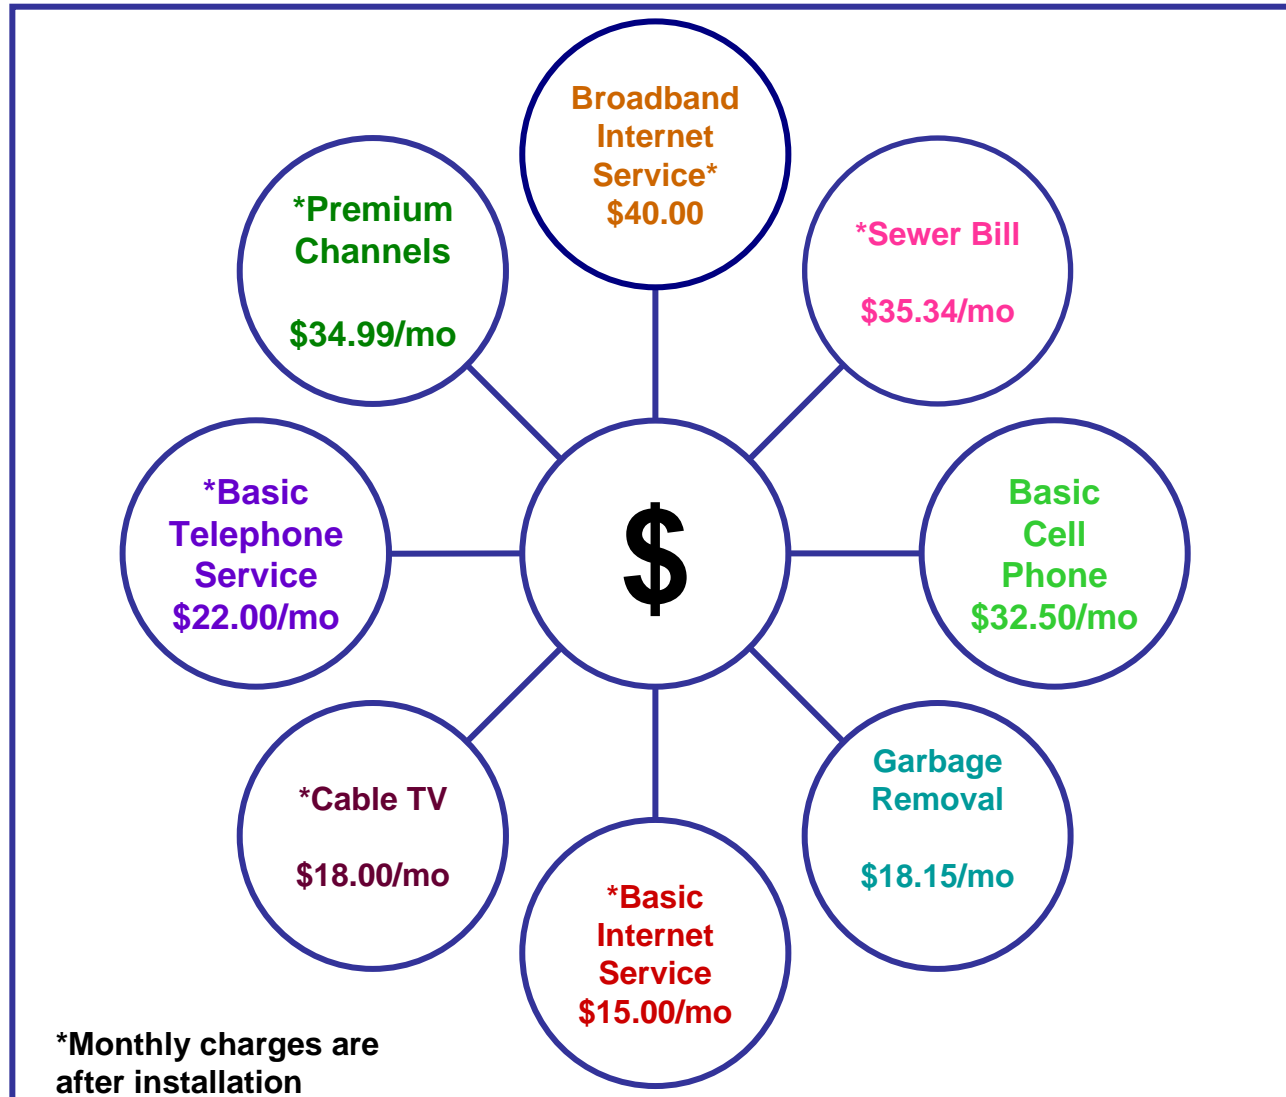 Broadband
Internet
Service*
$40.00
*Premium
Channels
$34.99/mo
*Sewer Bill
$35.34/mo
*Basic
Telephone
Service
$22.00/mo
$
Basic
Cell
Phone
$32.50/mo
*Cable TV
$18.00/mo
Garbage
Removal
$18.15/mo
*Basic
Internet
Service
$15.00/mo
*Monthly charges are
after installation